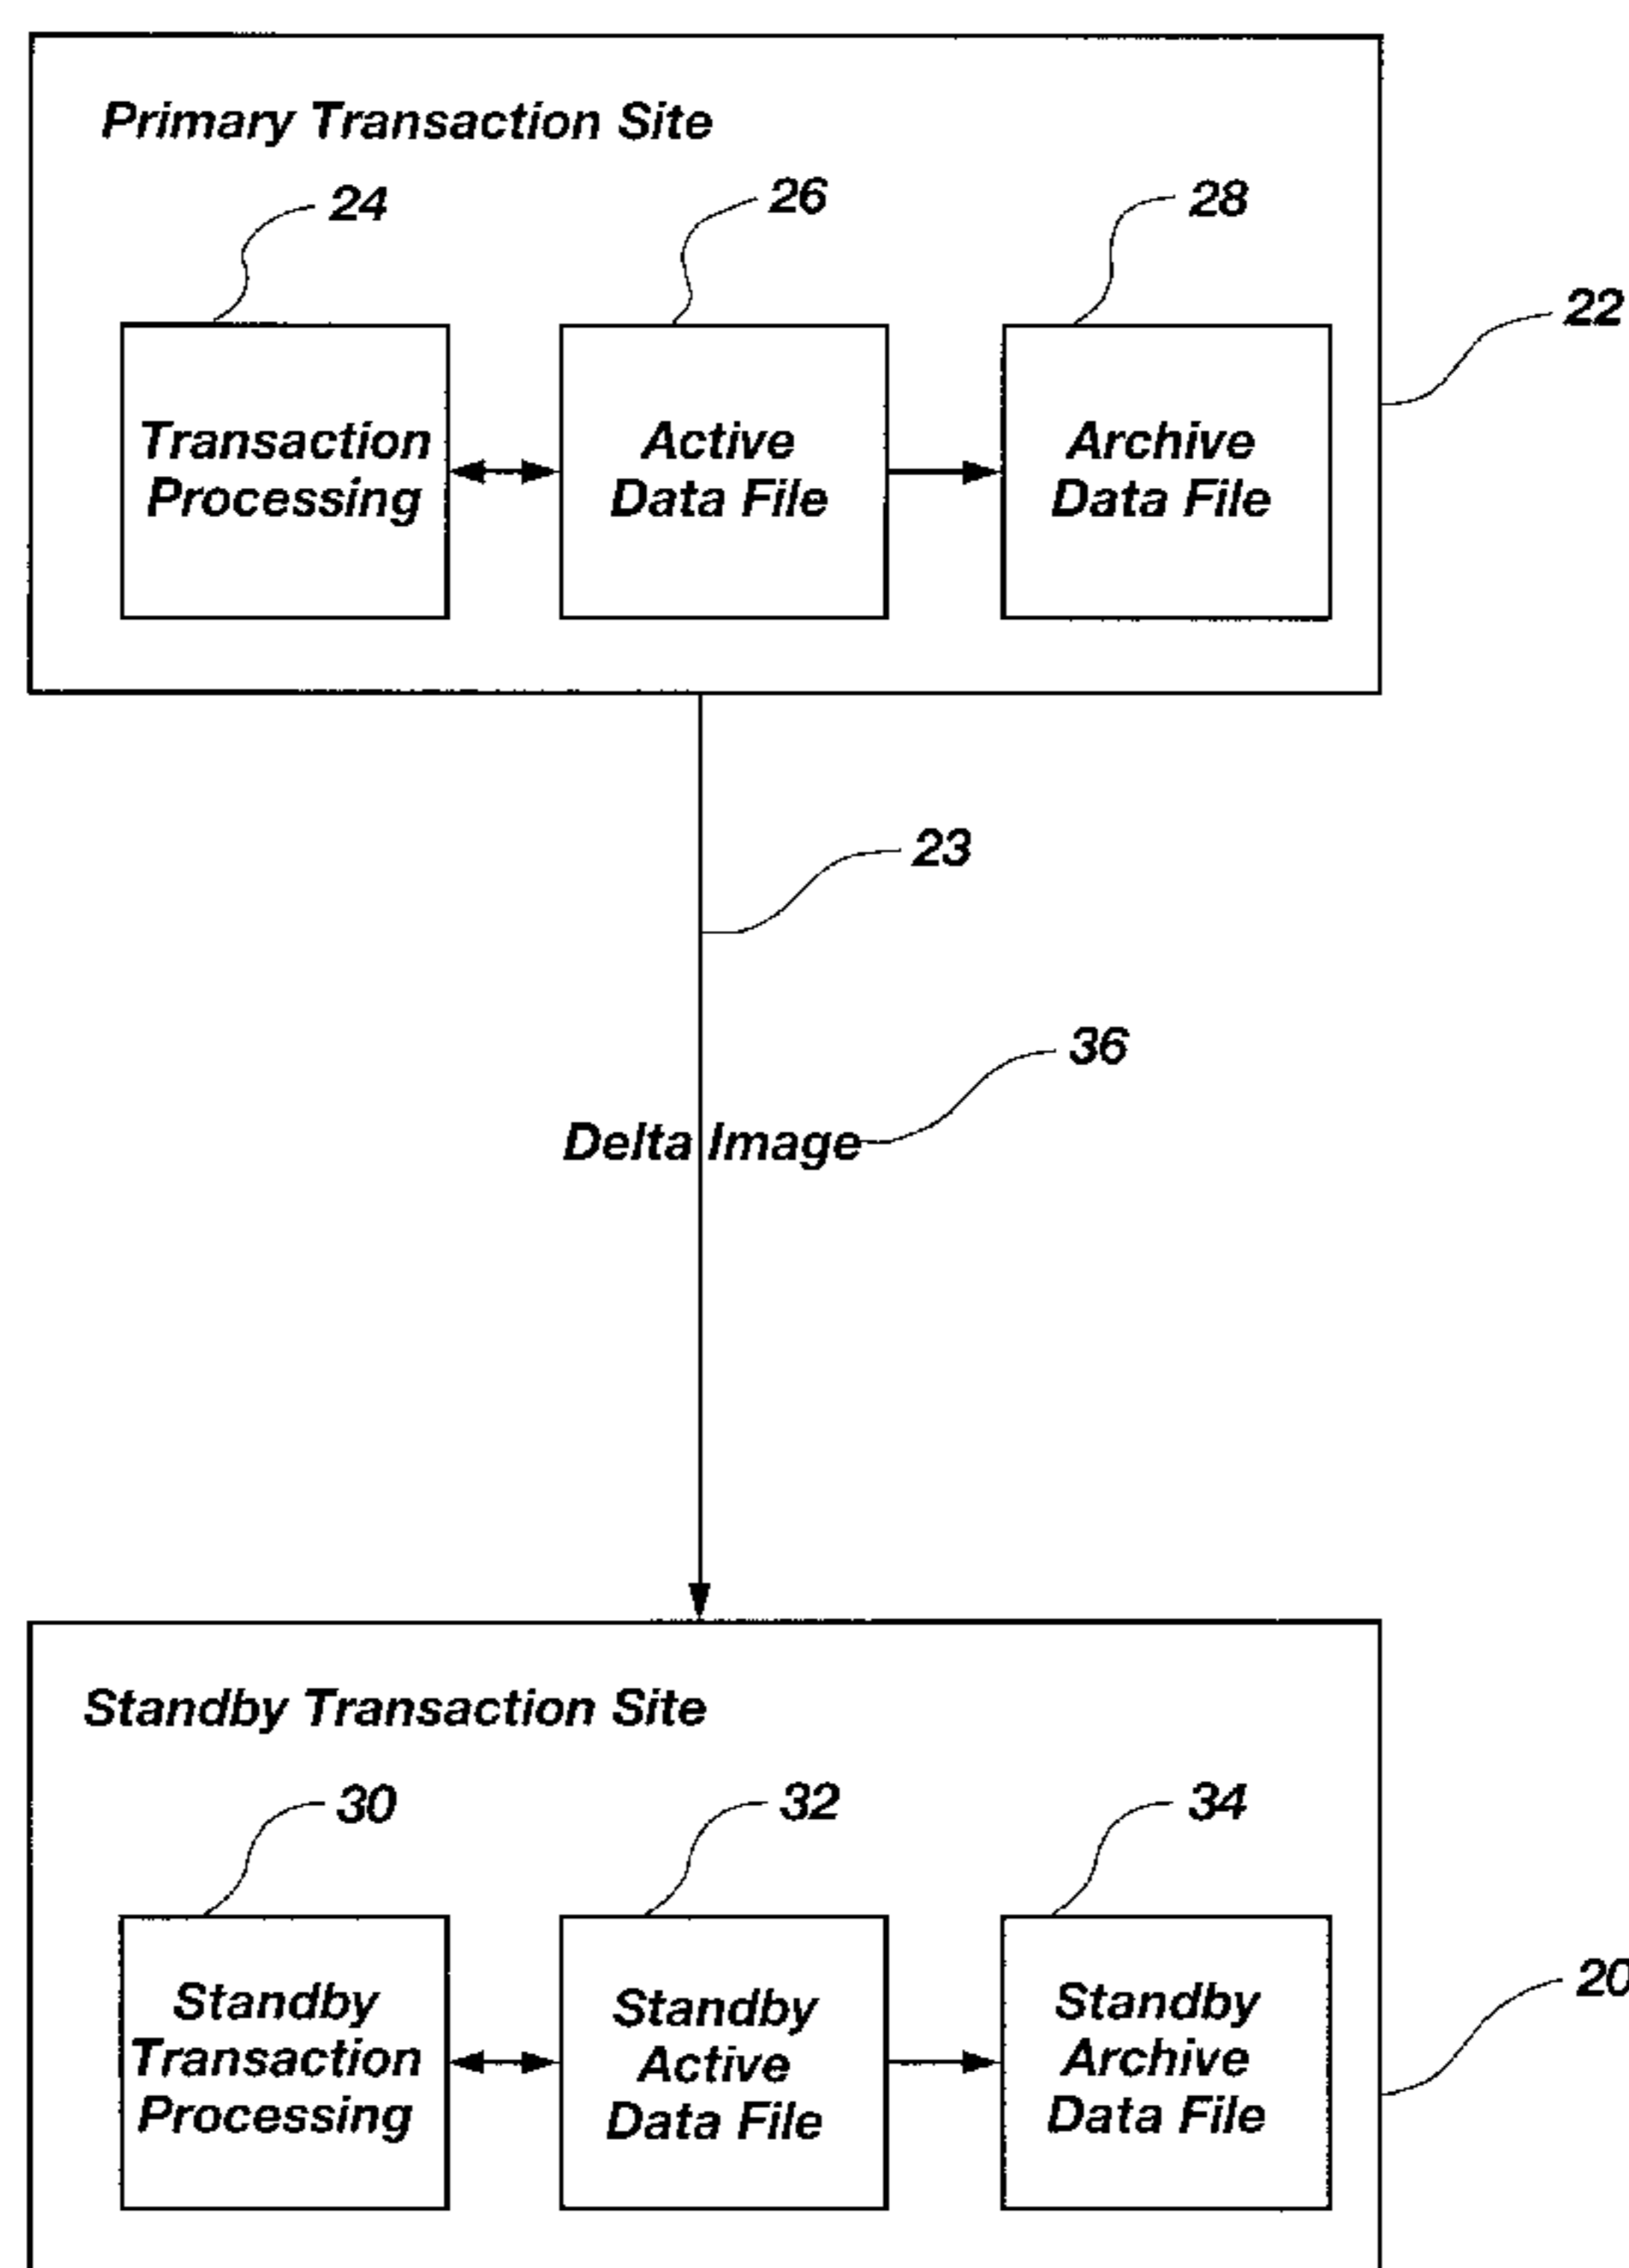 Primary Transaction Site
24
26
28
22
Transaction
Processing
Active
Data File
Archive
Data File
23
36
Delta Image
Standby Transaction Site
30
32
34
20
Standby
Transaction
Processing
Standby
Active
Data File
Standby
Archive
Data File